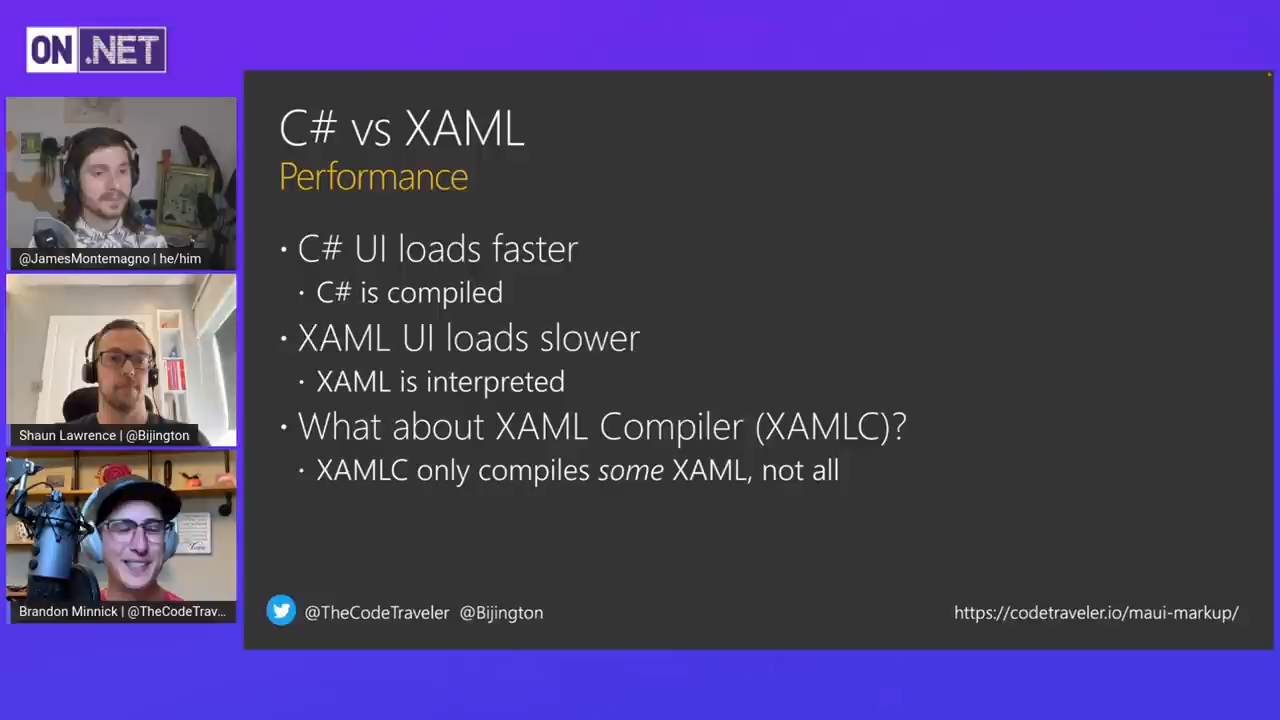 ON .NET
@JamesMontemagno | he/him
Shaun Lawrence | @Bijington
Brandon Minnick | @TheCodeTrav...
C# vs XAML
Performance
• C# UI loads faster
• C# is compiled
• XAML UI loads slower
• XAML is interpreted
• What about XAML Compiler (XAMLC)?
• XAMLC only compiles some XAML, not all
@TheCodeTraveler @Bijington
https://codetraveler.io/maui-markup/